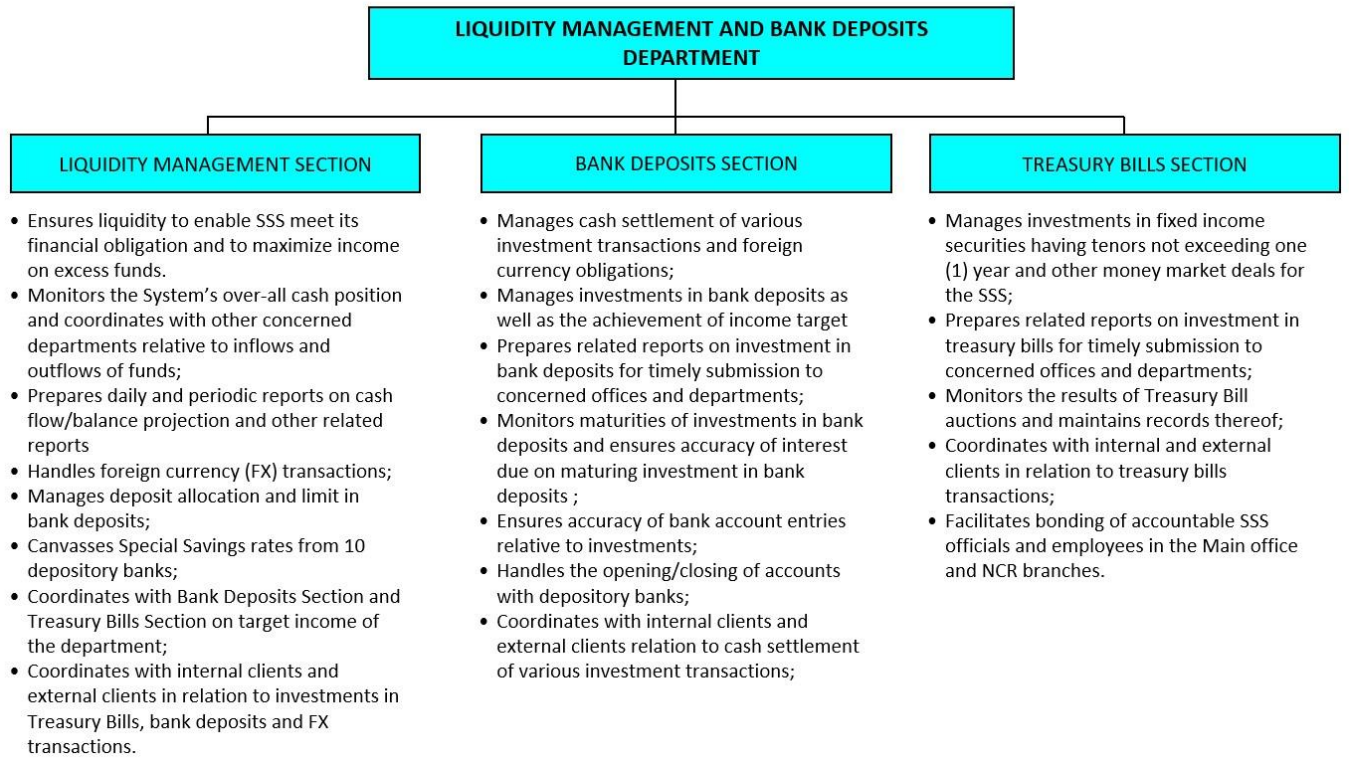 LIQUIDITY MANAGEMENT AND BANK DEPOSITS
DEPARTMENT
LIQUIDITY MANAGEMENT SECTION
• Ensures liquidity to enable SSS meet its
financial obligation and to maximize income
on excess funds.
• Monitors the System’s over-all cash position
and coordinates with other concerned
departments relative to inflows and
outflows of funds;
• Prepares daily and periodic reports on cash
flow/balance projection and other related
reports
• Handles foreign currency (FX) transactions;
• Manages deposit allocation and limit in
bank deposits;
• Canvasses Special Savings rates from 10
depository banks;
• Coordinates with Bank Deposits Section and
Treasury Bills Section on target income of
the department;
• Coordinates with internal clients and
external clients in relation to investments in
Treasury Bills, bank deposits and FX
transactions.
BANK DEPOSITS SECTION
• Manages cash settlement of various
investment transactions and foreign
currency obligations;
• Manages investments in bank deposits as
well as the achievement of income target
• Prepares related reports on investment in
bank deposits for timely submission to
concerned offices and departments;
• Monitors maturities of investments in bank
deposits and ensures accuracy of interest
due on maturing investment in bank
deposits ;
• Ensures accuracy of bank account entries
relative to investments;
• Handles the opening/closing of accounts
with depository banks;
• Coordinates with internal clients and
external clients relation to cash settlement
of various investment transactions;
TREASURY BILLS SECTION
• Manages investments in fixed income
securities having tenors not exceeding one
(1) year and other money market deals for
the SSS;
• Prepares related reports on investment in
treasury bills for timely submission to
concerned offices and departments;
• Monitors the results of Treasury Bill
auctions and maintains records thereof;
• Coordinates with internal and external
clients in relation to treasury bills
transactions;
• Facilitates bonding of accountable SSS
officials and employees in the Main office
and NCR branches.